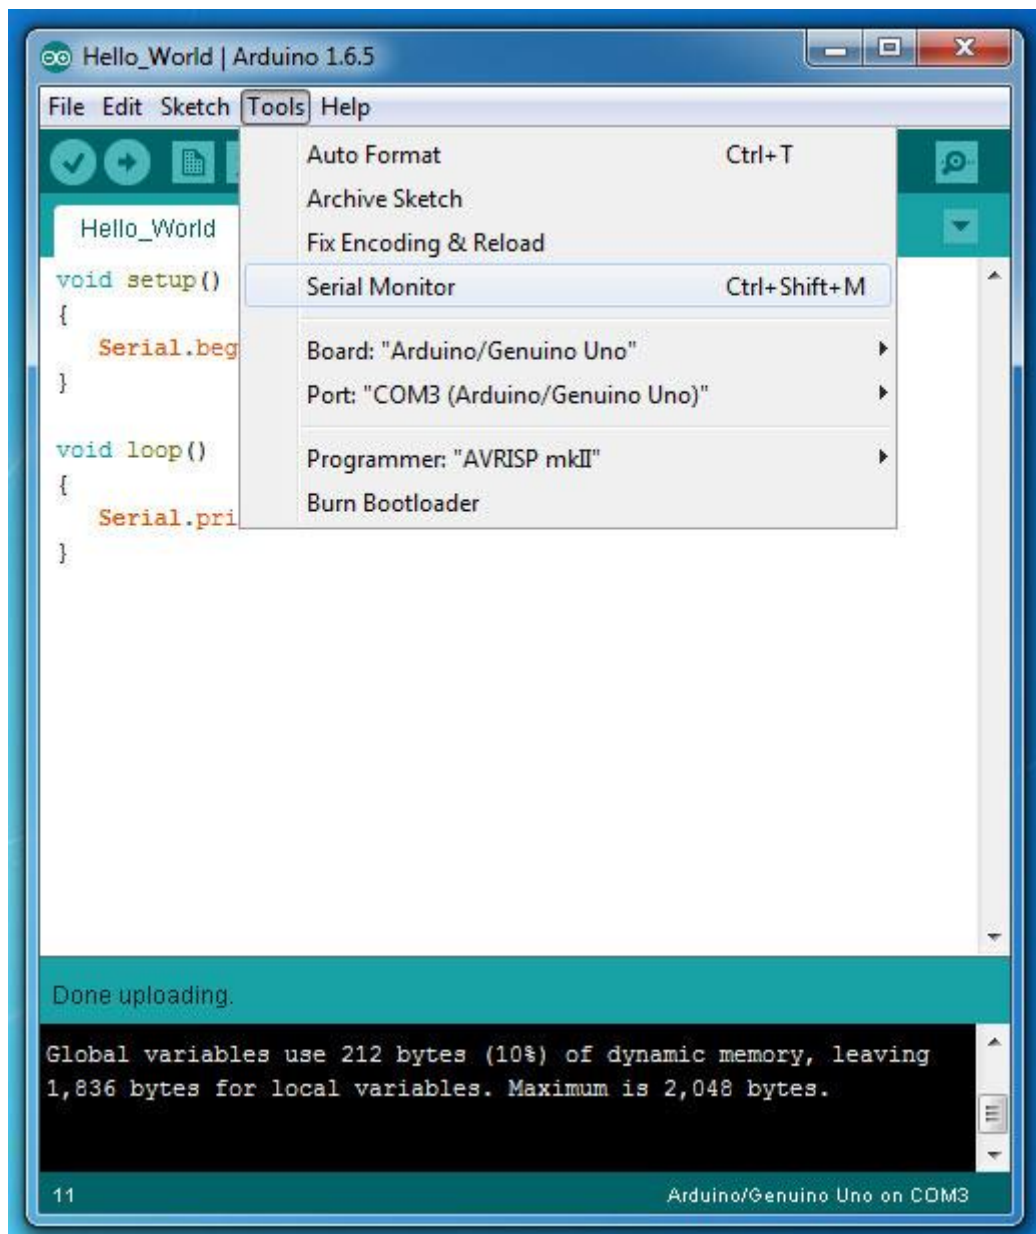 Hello_World | Arduino 1.6.5
File Edit Sketch Tools Help
Auto Format Ctrl+T
Archive Sketch
Fix Encoding & Reload
Serial Monitor Ctrl+Shift+M
Board: "Arduino/Genuino Uno"
Port: "COM3 (Arduino/Genuino Uno)"
Programmer: "AVRISP mkII"
Burn Bootloader
Hello_World
void setup()
{
Serial.beg
}
void loop()
{
Serial.pri
}
Done uploading.
Global variables use 212 bytes (10%) of dynamic memory, leaving
1,836 bytes for local variables. Maximum is 2,048 bytes.
11 Arduino/Genuino Uno on COM3